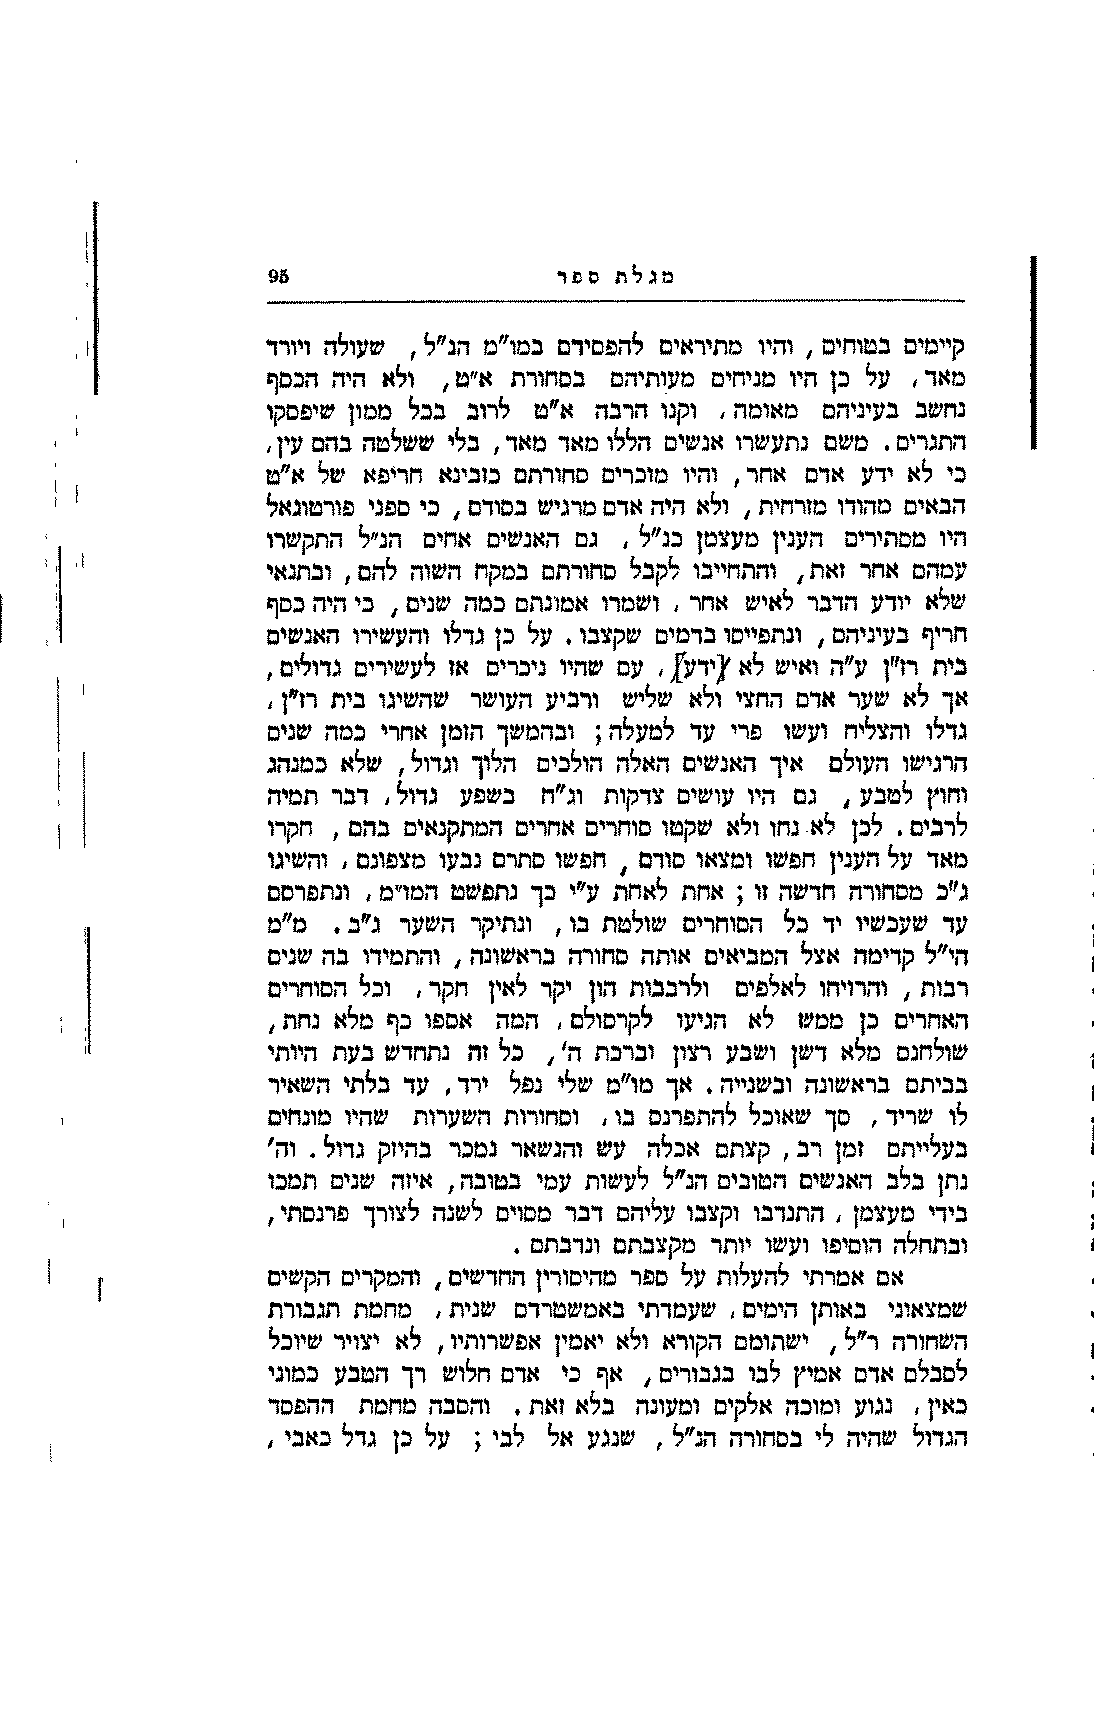 מגלת ספר 95
קיימים בטוחים, והיו מתיראים להפסידם במו"מ הנ"ל, שעולה ויורד
מאד, על כן היו מניחים מעותיהם בסחורת א"ט, ולא היה הכסף
נחשב בעיניהם מאומה, וקנו הרבה א"ט לרוב בכל ממון שיפסקו
התגרים. משם נתעשרו אנשים הללו מאד מאד, בלי ששלטה בהם עין,
כי לא ידע אדם אחר, והיו מוכרים סחורתם כזבינא חריפא של א"ט
הבאים מהודו מזרחית, ולא היה אדם מרגיש בסודם, כי ספני פורטוגאל
היו מסתירים הענין מעצמן כנ"ל, גם האנשים אחים הנ"ל התקשרו
עמהם אחר זאת, והתחייבו לקבל סחורתם במקח השוה להם, ובתנאי
שלא יודע הדבר לאיש אחר, ושמרו אמונתם כמה שנים, כי היה כסף
חריף בעיניהם, ונתפייסו בדמים שקצבו. על כן גדלו והעשירו האנשים
בית רז"ן ע"ה ואיש לא [ידע], עם שהיו ניכרים אז לעשירים גדולים,
אך לא שער אדם החצי ולא שליש ורביע העושר שהשיגו בית רז"ן,
גדלו והצליח ועשו פרי עד למעלה; ובהמשך הזמן אחרי כמה שנים
הרגישו העולם איך האנשים האלה הולכים הלוך וגדול, שלא כמנהג
וחוץ לטבע, גם היו עושים צדקות וג"ח בשפע גדול, דבר תמיה
לרבים. לכן לא נחו ולא שקטו סוחרים אחרים המתקנאים בהם, חקרו
מאד על הענין חפשו ומצאו סודם, חפשו סתרם נבעו מצפונם, והשיגו
ג"כ מסחורה חדשה זו; אחת לאחת ע"י כך נתפשט המו"מ, ונתפרסם
עד שעכשיו יד כל הסוחרים שולטת בו, ונתיקר השער ג"כ. מ"מ
הי"ל קדימה אצל המביאים אותה סחורה בראשונה, והתמידו בה שנים
רבות, והרויחו לאלפים ולרבבות הון יקר לאין חקר, וכל הסוחרים
האחרים כן ממש לא הגיעו לקרסולם, המה אספו כף מלא נחת,
שולחנם מלא דשן ושבע רצון וברכת ה', כל זה נתחדש בעת היותי
בביתם בראשונה ובשנייה. אך מו"מ שלי נפל ירד, עד בלתי השאיר
לו שריד, סך שאוכל להתפרנס בו, וסחורות השערות שהיו מונחים
בעלייתם זמן רב, קצתם אכלה עש והנשאר נמכר בהיזק גדול. וה'
נתן בלב האנשים הטובים הנ"ל לעשות עמי בטובה, איזה שנים תמכו
בידי מעצמן, התנדבו וקצבו עליהם דבר מסוים לשנה לצורך פרנסתי,
ובתחלה הוסיפו ועשו יותר מקצבתם ונדבתם.
אם אמרתי להעלות על ספר מהיסורין החדשים, והמקרים הקשים
שמצאוני באותן הימים, שעמדתי באמשטרדם שנית, מחמת תגבורת
השחורה ר"ל, ישתומם הקורא ולא יאמין אפשרותיו, לא יצויר שיוכל
לסבלם אדם אמיץ לבו בגבורים, אף כי אדם חלוש רך הטבע כמוני
כאין, נגוע ומוכה אלקים ומעונה בלא זאת. והסבה מחמת ההפסד
הגדול שהיה לי בסחורה הנ"ל, שנגע אל לבי; על כן גדל כאבי,